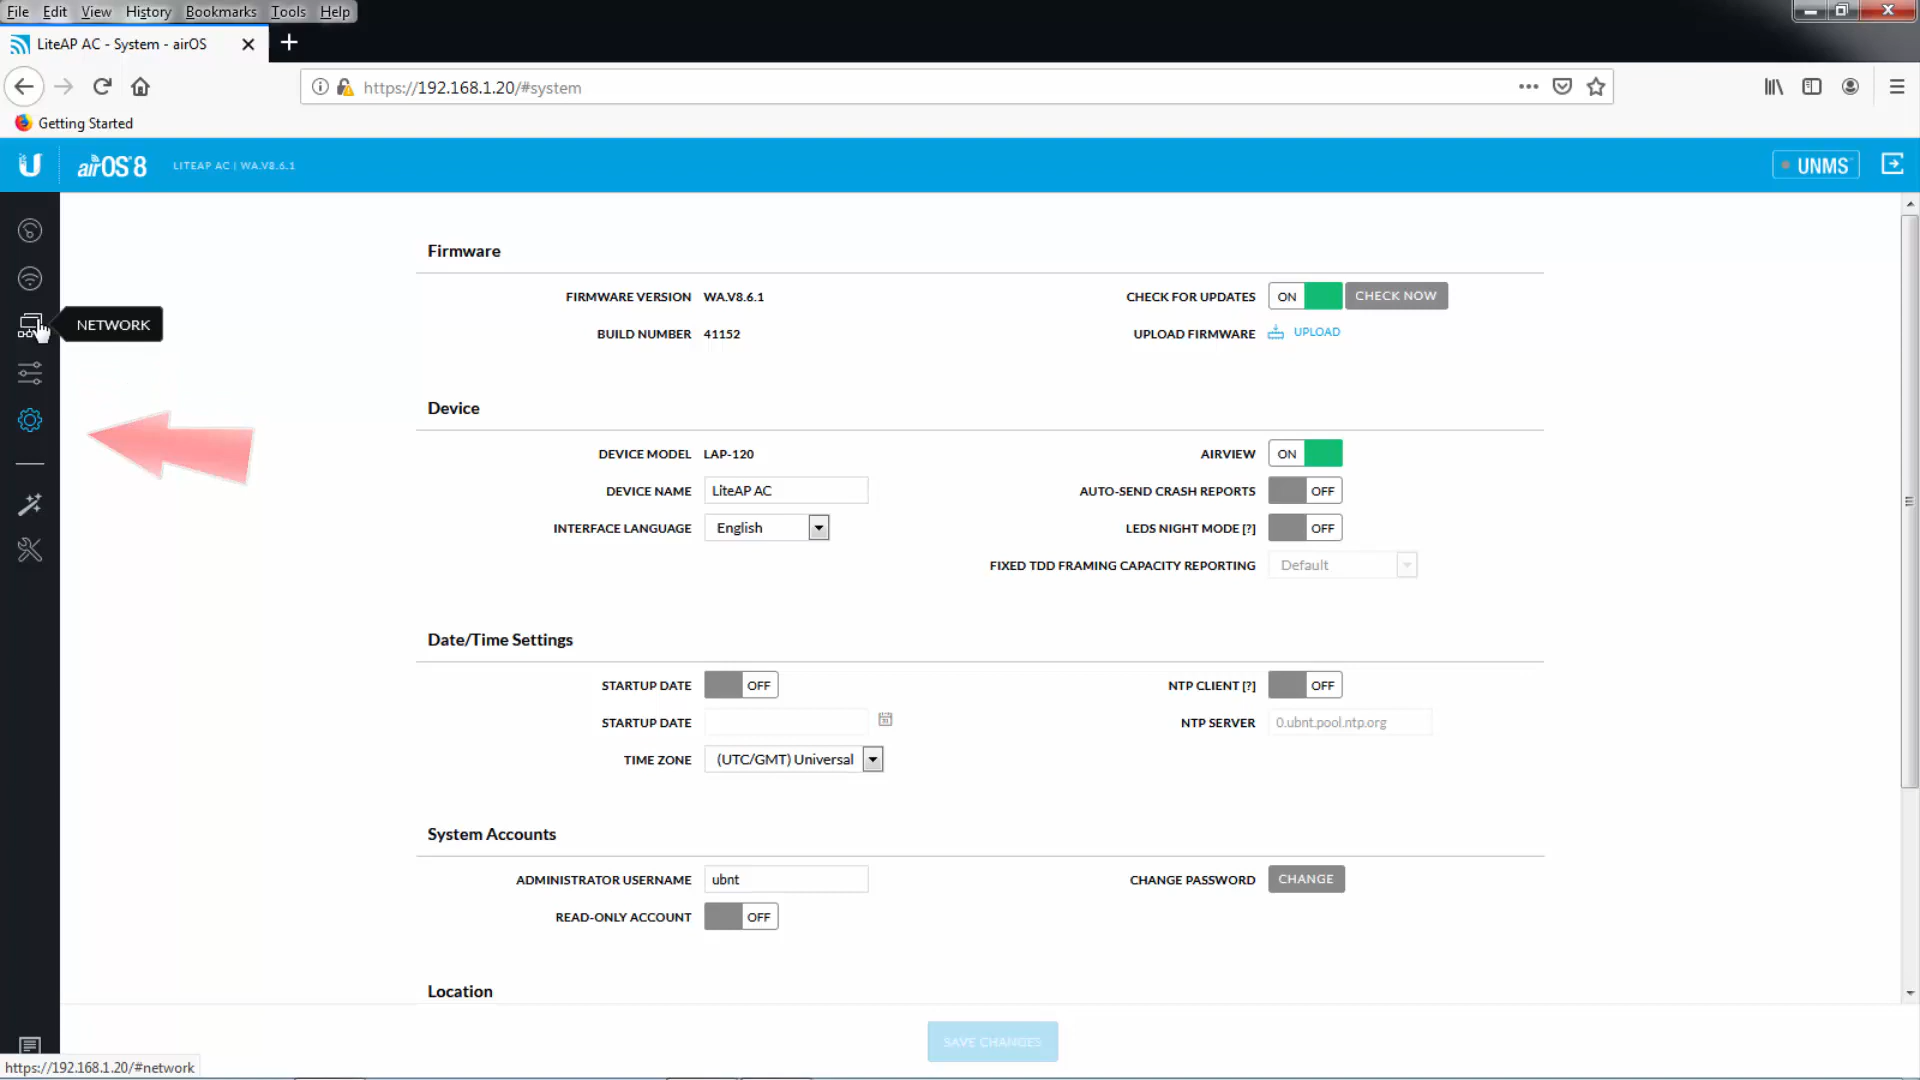 File Edit View History Bookmarks Tools Help
LiteAP AC - System - airOS
https://192.168.1.20/#system
Getting Started
airOS 8 LITEAP AC | WA.V8.6.1 UNMS
NETWORK
Firmware
FIRMWARE VERSION WA.V8.6.1 CHECK FOR UPDATES ON CHECK NOW
BUILD NUMBER 41152 UPLOAD FIRMWARE UPLOAD
Device
DEVICE MODEL LAP-120 AIRVIEW ON
DEVICE NAME LiteAP AC AUTO-SEND CRASH REPORTS OFF
INTERFACE LANGUAGE English LEDS NIGHT MODE [?] OFF
FIXED TDD FRAMING CAPACITY REPORTING Default
Date/Time Settings
STARTUP DATE OFF NTP CLIENT [?] OFF
STARTUP DATE NTP SERVER 0.ubnt.pool.ntp.org
TIME ZONE (UTC/GMT) Universal
System Accounts
ADMINISTRATOR USERNAME ubnt CHANGE PASSWORD CHANGE
READ-ONLY ACCOUNT OFF
Location
SAVE CHANGES
https://192.168.1.20/#network